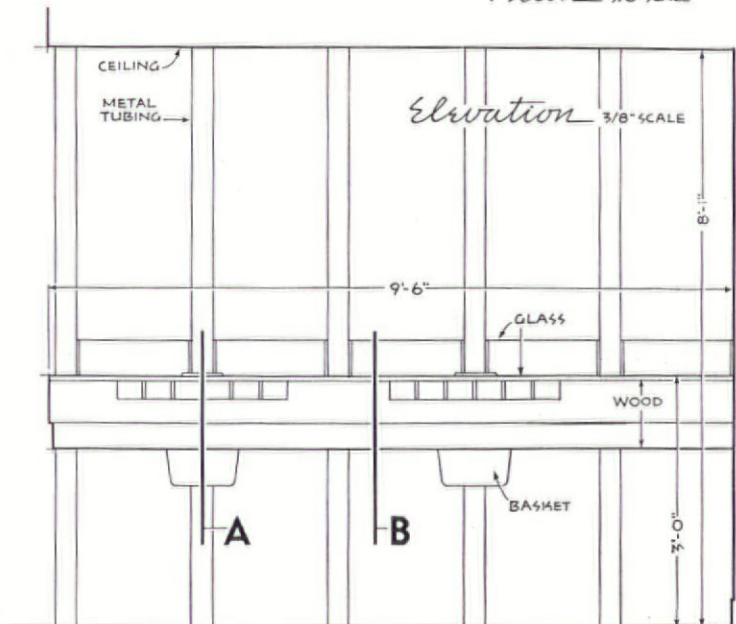 CEILING
METAL
TUBING
Elevation 3/8" SCALE
8'-1"
9'-6"
GLASS
WOOD
BASKET
A
B
3'-0"